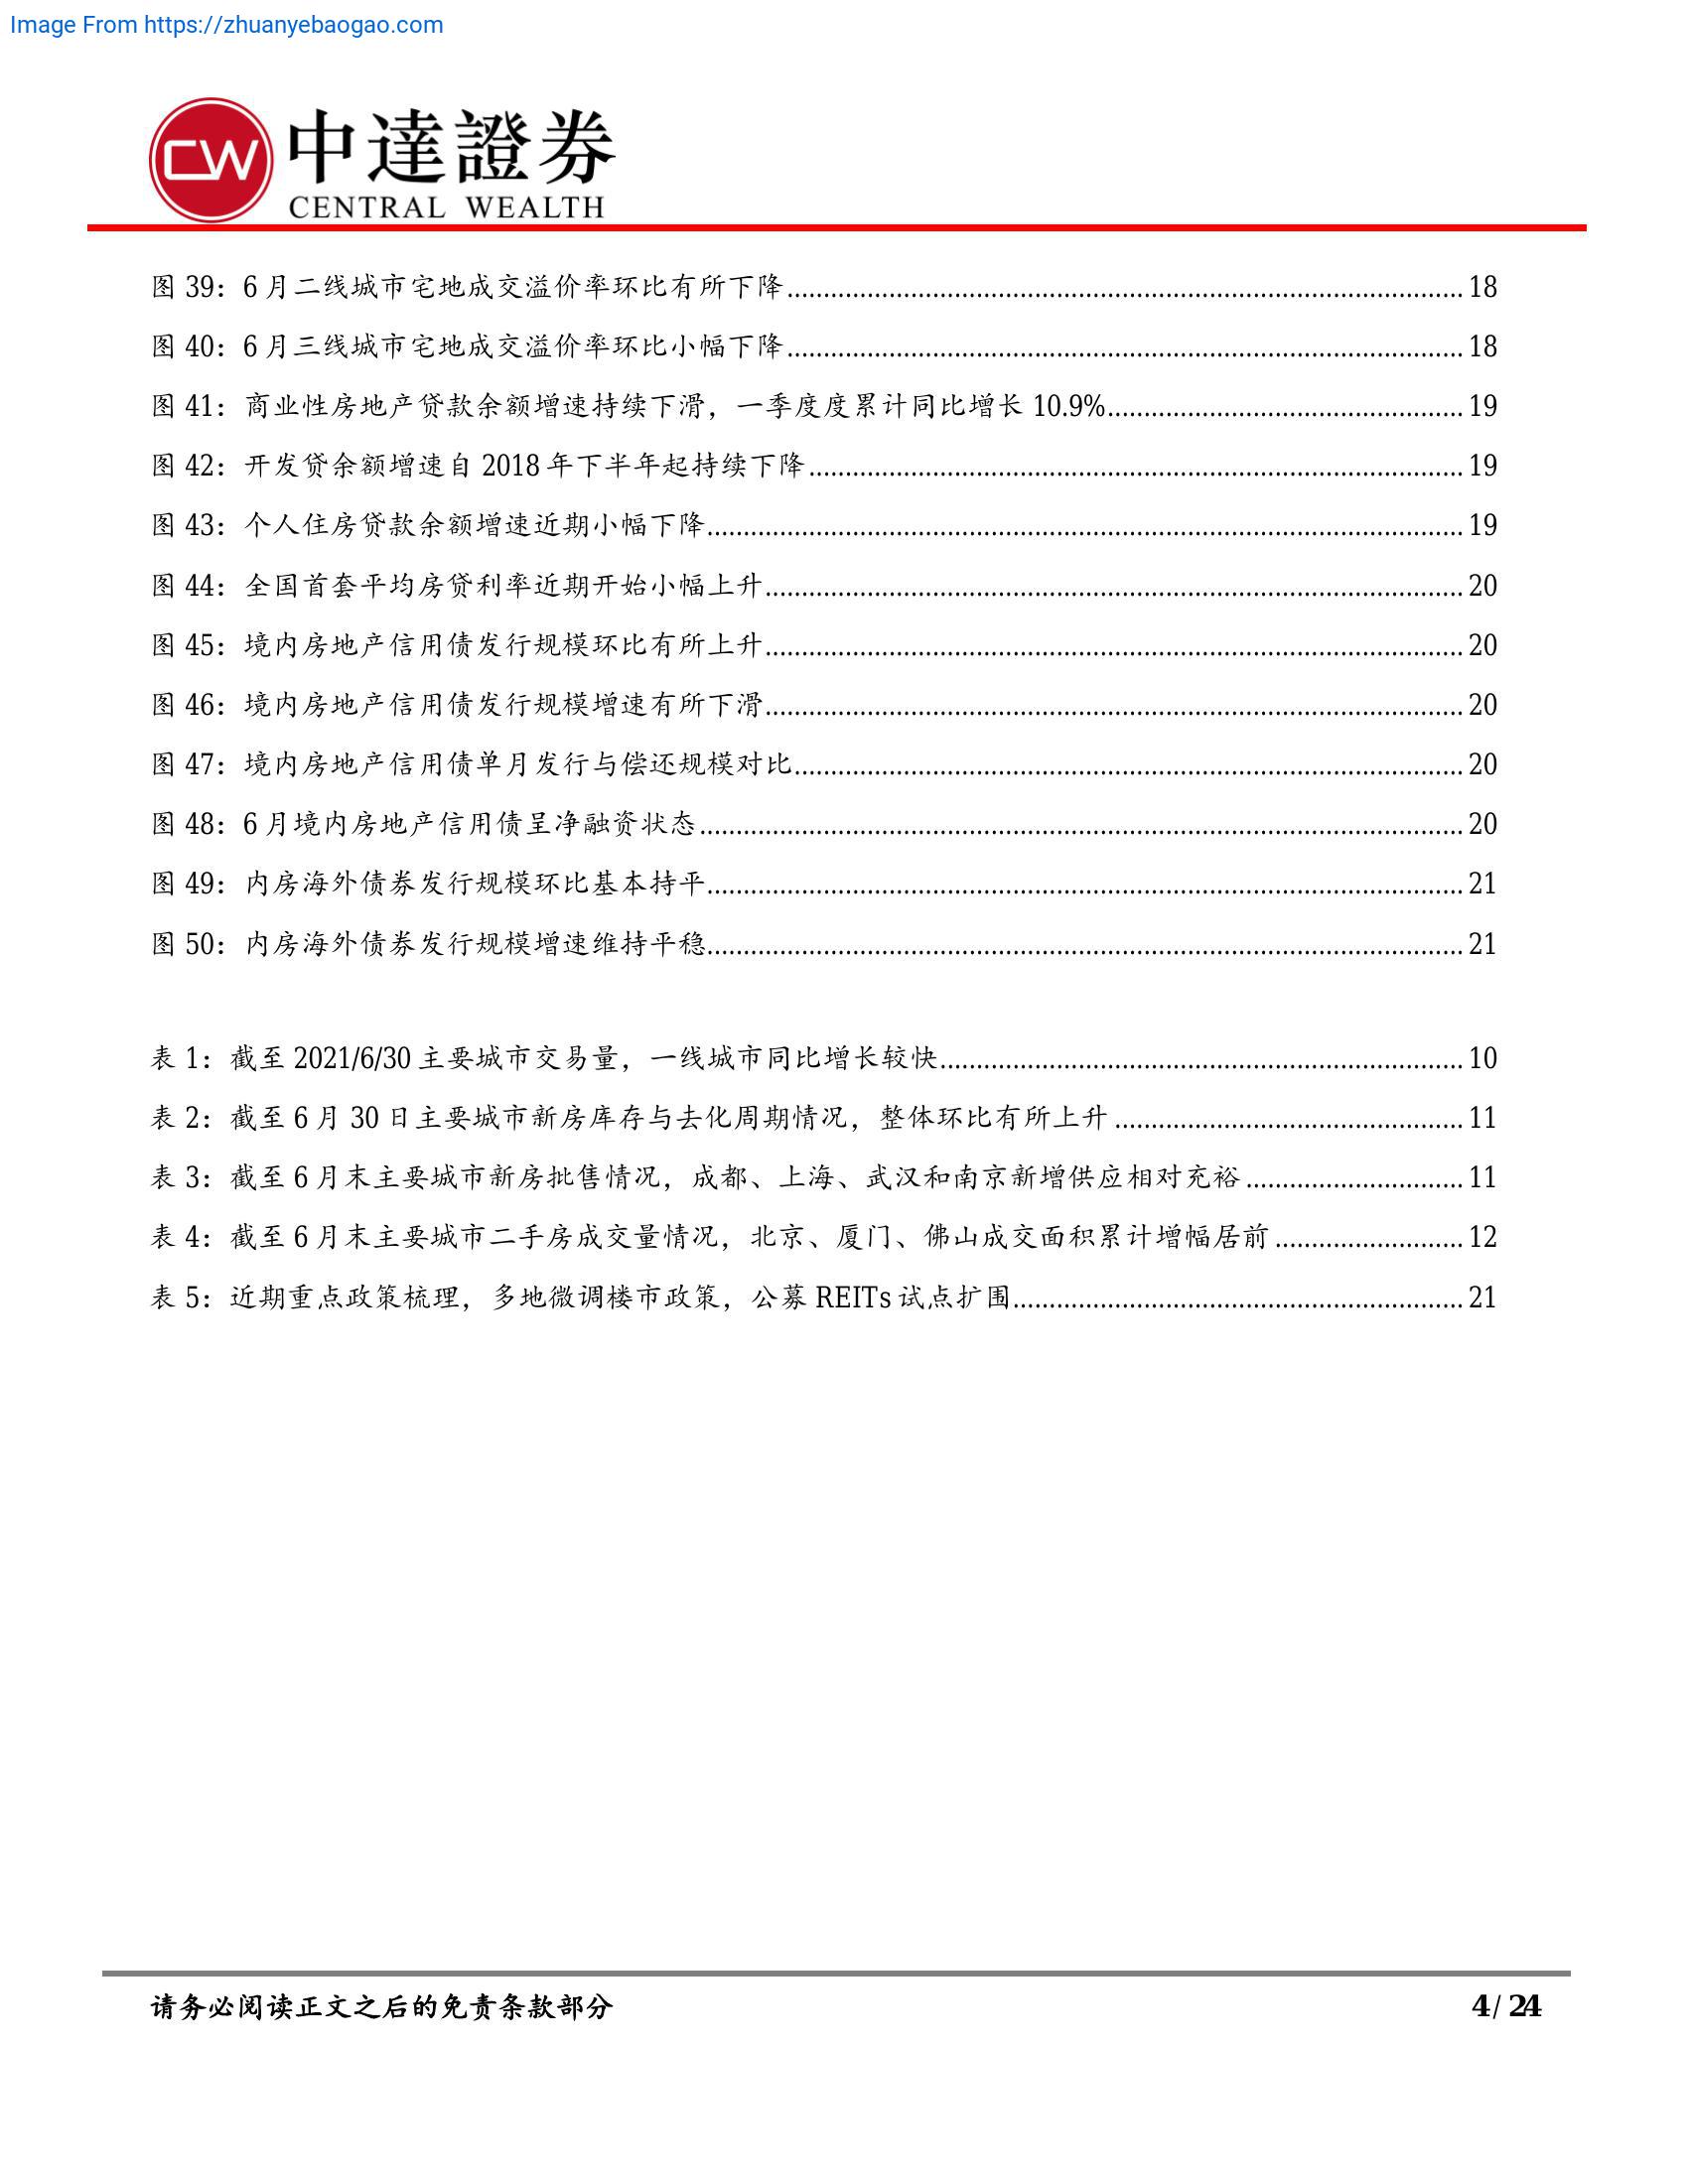 Image From https://zhuanyebaogao.com
CW
中達證券
CENTRAL WEALTH
图 39：6 月二线城市宅地成交溢价率环比有所下降 18
图 40：6 月三线城市宅地成交溢价率环比小幅下降 18
图 41：商业性房地产贷款余额增速持续下滑，一季度度累计同比增长 10.9% 19
图 42：开发贷余额增速自 2018 年下半年起持续下降 19
图 43：个人住房贷款余额增速近期小幅下降 19
图 44：全国首套平均房贷利率近期开始小幅上升 20
图 45：境内房地产信用债发行规模环比有所上升 20
图 46：境内房地产信用债发行规模增速有所下滑 20
图 47：境内房地产信用债单月发行与偿还规模对比 20
图 48：6 月境内房地产信用债呈净融资状态 20
图 49：内房海外债券发行规模环比基本持平 21
图 50：内房海外债券发行规模增速维持平稳 21
表 1：截至 2021/6/30 主要城市交易量，一线城市同比增长较快 10
表 2：截至 6 月 30 日主要城市新房库存与去化周期情况，整体环比有所上升 11
表 3：截至 6 月末主要城市新房批售情况，成都、上海、武汉和南京新增供应相对充裕 11
表 4：截至 6 月末主要城市二手房成交量情况，北京、厦门、佛山成交面积累计增幅居前 12
表 5：近期重点政策梳理，多地微调楼市政策，公募 REITs 试点扩围 21
请务必阅读正文之后的免责条款部分 4 / 24